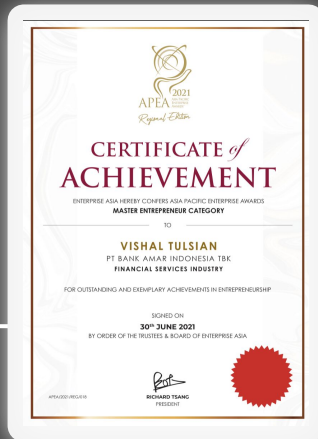 APEA 2021
Regional Edition
CERTIFICATE of
ACHIEVEMENT
ENTERPRISE ASIA HEREBY CONFERS ASIA PACIFIC ENTERPRISE AWARDS
MASTER ENTREPRENEUR CATEGORY
TO
VISHAL TULSIAN
PT BANK AMAR INDONESIA TBK
FINANCIAL SERVICES INDUSTRY
FOR OUTSTANDING AND EXEMPLARY ACHIEVEMENTS IN ENTREPRENEURSHIP
SIGNED ON
30th JUNE 2021
BY ORDER OF THE TRUSTEES & BOARD OF ENTERPRISE ASIA
RICHARD TSANG
PRESIDENT